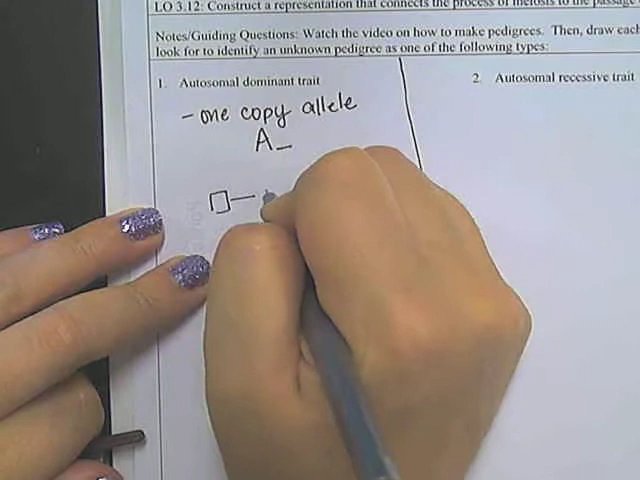 LO 3.12: Construct a representation that connects the process of meiosis to the passage
Notes/Guiding Questions: Watch the video on how to make pedigrees. Then, draw each
look for to identify an unknown pedigree as one of the following types:
1. Autosomal dominant trait
2. Autosomal recessive trait
- one copy allele
A_